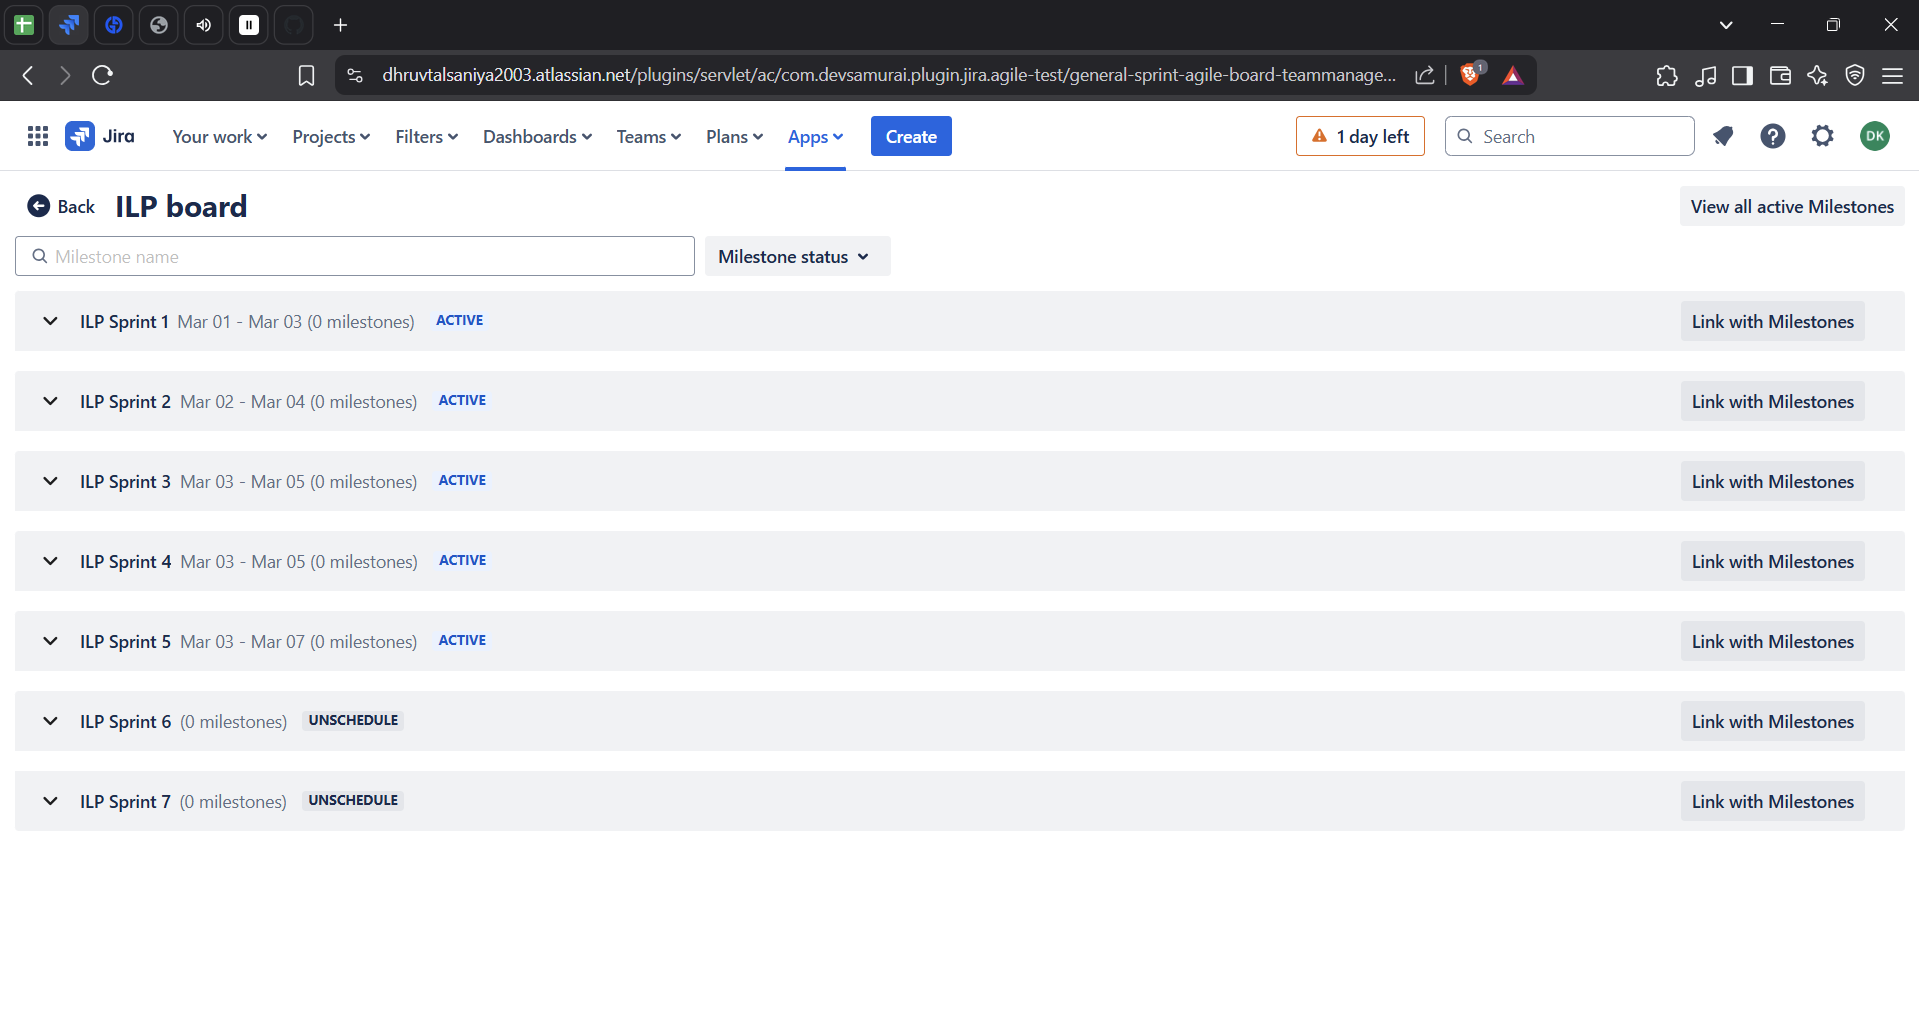 dhruvtalsaniya2003.atlassian.net/plugins/servlet/ac/com.devsamurai.plugin.jira.agile-test/general-sprint-agile-board-teammanage...
1
Jira
Your work
Projects
Filters
Dashboards
Teams
Plans
Apps
Create
1 day left
Search
DK
Back
ILP board
View all active Milestones
Milestone name
Milestone status
ILP Sprint 1 Mar 01 - Mar 03 (0 milestones) ACTIVE
Link with Milestones
ILP Sprint 2 Mar 02 - Mar 04 (0 milestones) ACTIVE
Link with Milestones
ILP Sprint 3 Mar 03 - Mar 05 (0 milestones) ACTIVE
Link with Milestones
ILP Sprint 4 Mar 03 - Mar 05 (0 milestones) ACTIVE
Link with Milestones
ILP Sprint 5 Mar 03 - Mar 07 (0 milestones) ACTIVE
Link with Milestones
ILP Sprint 6 (0 milestones) UNSCHEDULE
Link with Milestones
ILP Sprint 7 (0 milestones) UNSCHEDULE
Link with Milestones